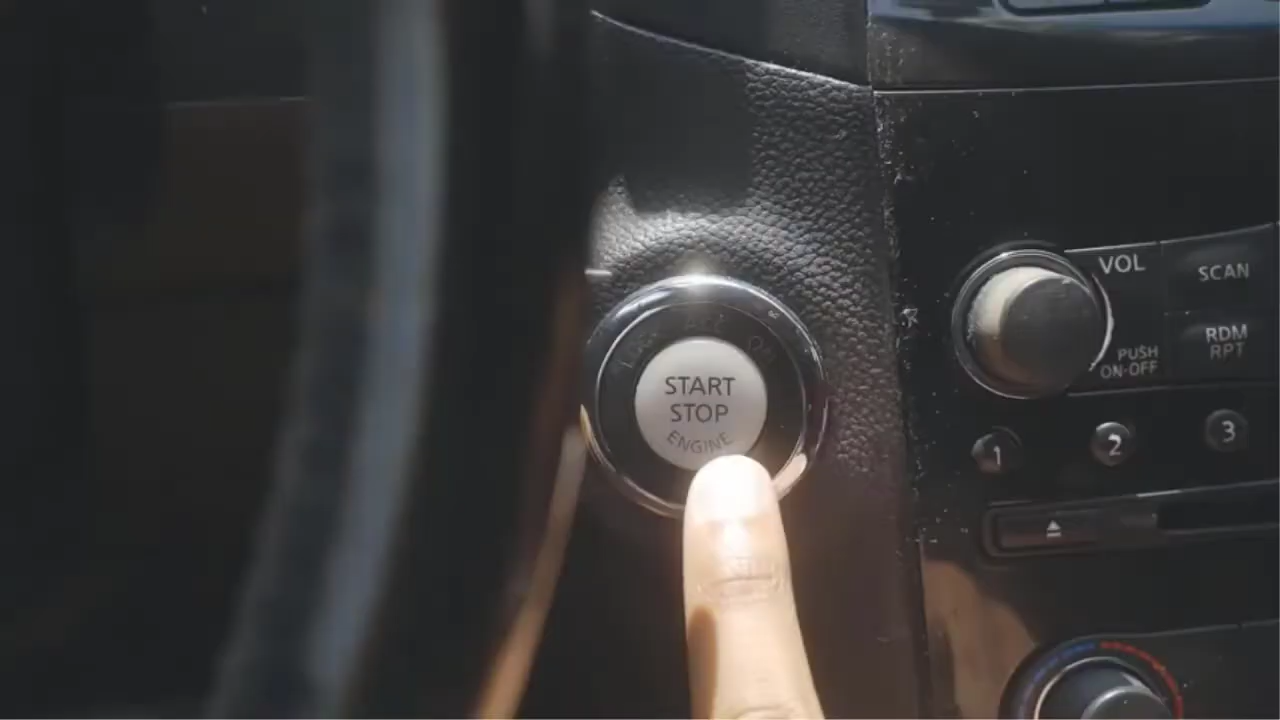 START
STOP
ENGINE
VOL
PUSH
ON-OFF
SCAN
RDM
RPT
1
2
3